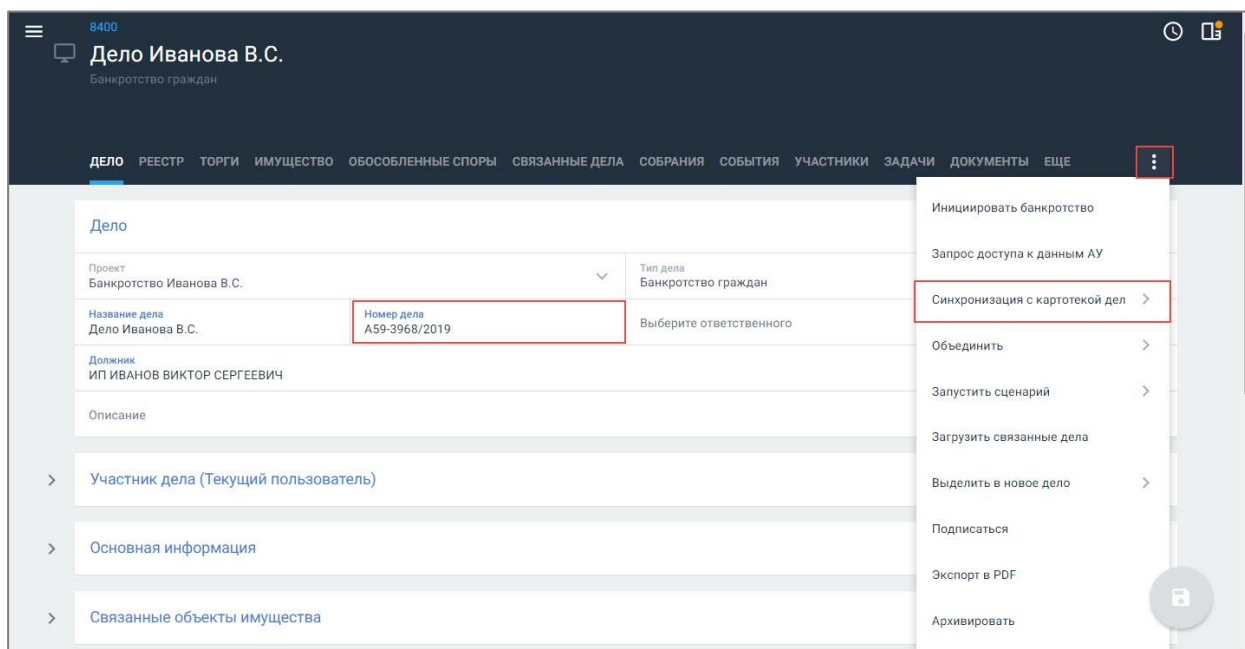 8400
Дело Иванова В.С.
Банкротство граждан
ДЕЛО РЕЕСТР ТОРГИ ИМУЩЕСТВО ОБОСОБЛЕННЫЕ СПОРЫ СВЯЗАННЫЕ ДЕЛА СОБРАНИЯ СОБЫТИЯ УЧАСТНИКИ ЗАДАЧИ ДОКУМЕНТЫ ЕЩЕ
Дело
Проект
Банкротство Иванова В.С.
Тип дела
Банкротство граждан
Название дела
Дело Иванова В.С.
Номер дела
А59-3968/2019
Выберите ответственного
Должник
ИП ИВАНОВ ВИКТОР СЕРГЕЕВИЧ
Описание
Участник дела (Текущий пользователь)
Основная информация
Связанные объекты имущества
Инициировать банкротство
Запрос доступа к данным АУ
Синхронизация с картотекой дел
Объединить
Запустить сценарий
Загрузить связанные дела
Выделить в новое дело
Подписаться
Экспорт в PDF
Архивировать